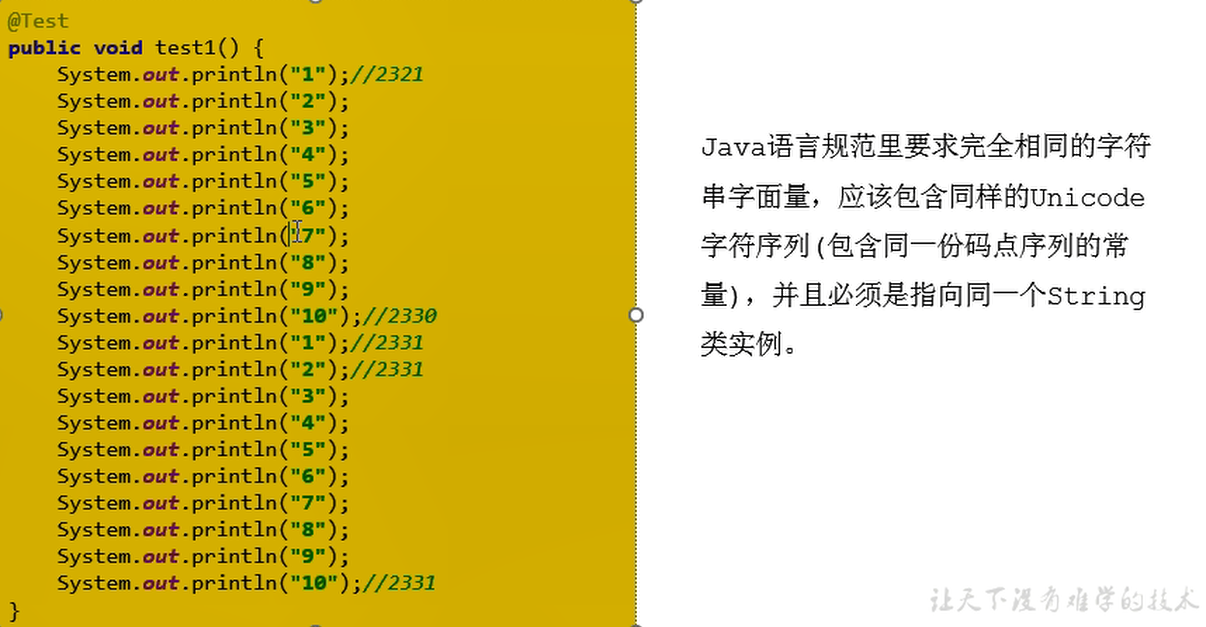 @Test
public void test1() {
    System.out.println("1");//2321
    System.out.println("2");
    System.out.println("3");
    System.out.println("4");
    System.out.println("5");
    System.out.println("6");
    System.out.println("7");
    System.out.println("8");
    System.out.println("9");
    System.out.println("10");//2330
    System.out.println("1");//2331
    System.out.println("2");//2331
    System.out.println("3");
    System.out.println("4");
    System.out.println("5");
    System.out.println("6");
    System.out.println("7");
    System.out.println("8");
    System.out.println("9");
    System.out.println("10");//2331
}
Java语言规范里要求完全相同的字符
串字面量，应该包含同样的Unicode
字符序列(包含同一份码点序列的常
量)，并且必须是指向同一个String
类实例。
让天下没有难学的技术